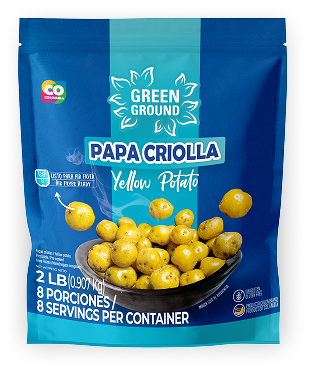 CO
COLOMBIA
GREEN
GROUND
PAPA CRIOLLA
Yellow Potato
LISTO PARA AIR FRYER
AIR FRYER READY
2 LB (0.907 Kg)
8 PORCIONES /
8 SERVINGS PER CONTAINER